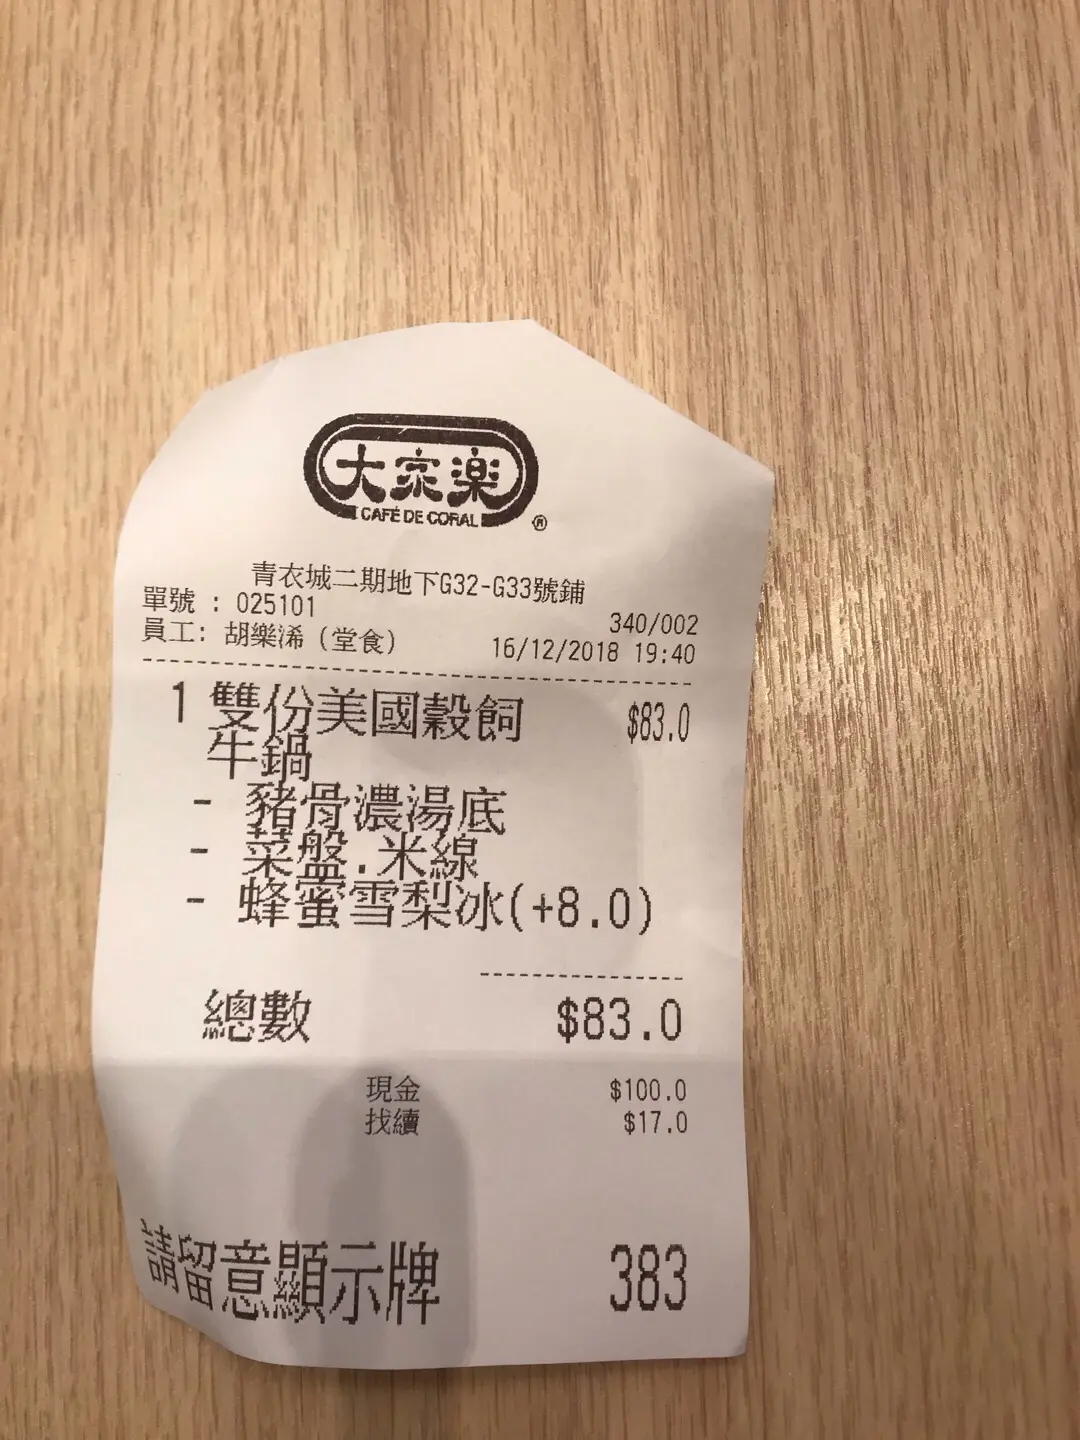 大家樂
CAFÉ DE CORAL ®
青衣城二期地下G32-G33號鋪
單號 : 025101 340/002
員工: 胡樂浠 (堂食) 16/12/2018 19:40
1 雙份美國穀飼 $83.0
牛鍋
- 豬骨濃湯底
- 菜盤.米線
- 蜂蜜雪梨冰(+8.0)
總數 $83.0
現金 $100.0
找續 $17.0
請留意顯示牌 383